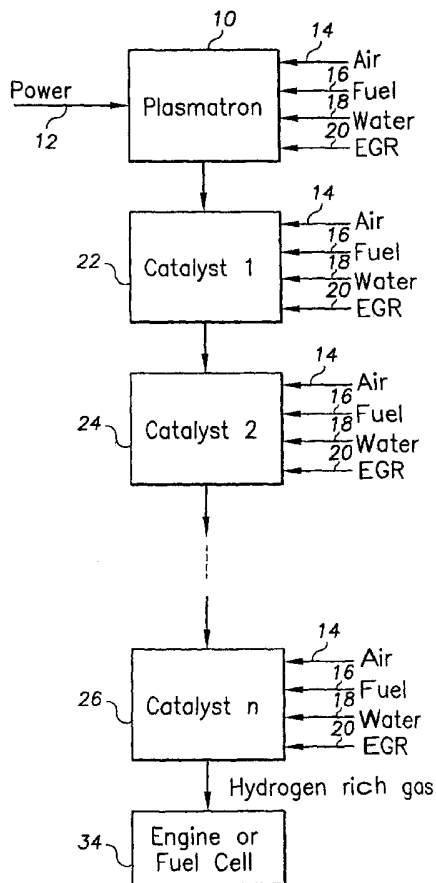 10
14
Air
16
Fuel
Power
12
Plasmatron
18
Water
20
EGR
14
Air
16
Fuel
22
Catalyst 1
18
Water
20
EGR
14
Air
16
Fuel
24
Catalyst 2
18
Water
20
EGR
14
Air
16
Fuel
26
Catalyst n
18
Water
20
EGR
Hydrogen rich gas
34
Engine or
Fuel Cell